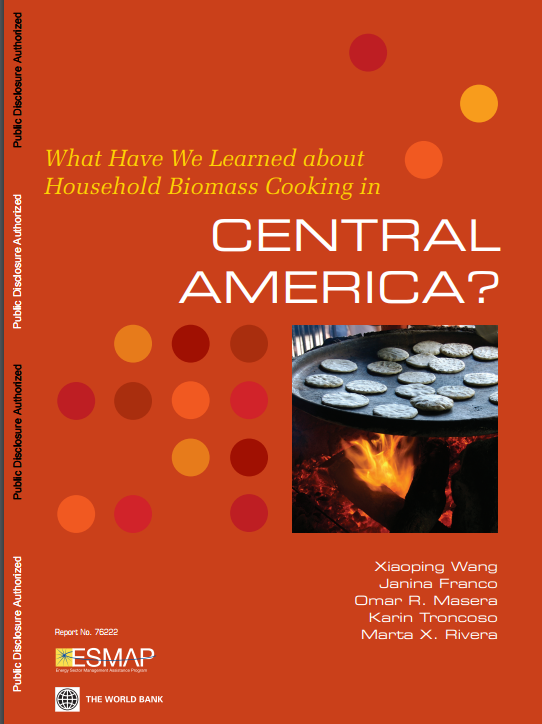 Public Disclosure Authorized
Public Disclosure Authorized
Public Disclosure Authorized
Public Disclosure Authorized
What Have We Learned about
Household Biomass Cooking in
CENTRAL
AMERICA?
Xiaoping Wang
Janina Franco
Omar R. Masera
Karin Troncoso
Marta X. Rivera
Report No. 76222
ESMAP
Energy Sector Management Assistance Program
THE WORLD BANK